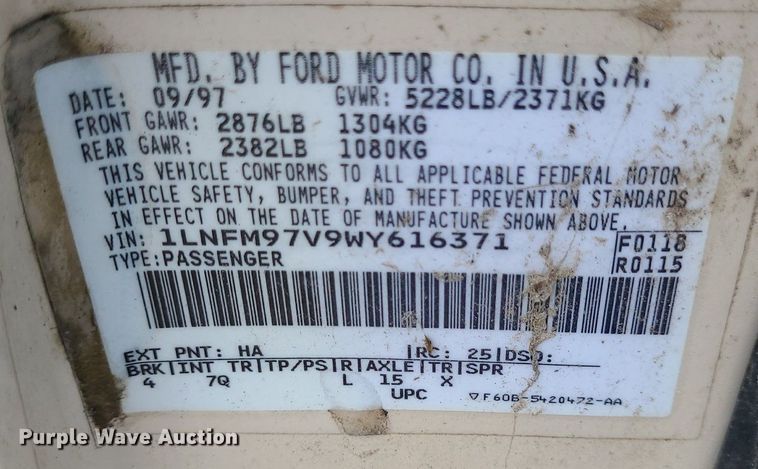 MFD. BY FORD MOTOR CO. IN U.S.A.
DATE: 09/97 GVWR: 5228LB/2371KG
FRONT GAWR: 2876LB 1304KG
REAR GAWR: 2382LB 1080KG
THIS VEHICLE CONFORMS TO ALL APPLICABLE FEDERAL MOTOR
VEHICLE SAFETY, BUMPER, AND THEFT PREVENTION STANDARDS
IN EFFECT ON THE DATE OF MANUFACTURE SHOWN ABOVE.
VIN: 1LNFM97V9WY616371 F0118
TYPE: PASSENGER R0115
EXT PNT: HA RC: 25 DSO:
BRK INT TR TP/PS R AXLE TR SPR
4 7Q L 15 X
UPC ▽F60B-5420472-AA
Purple Wave Auction